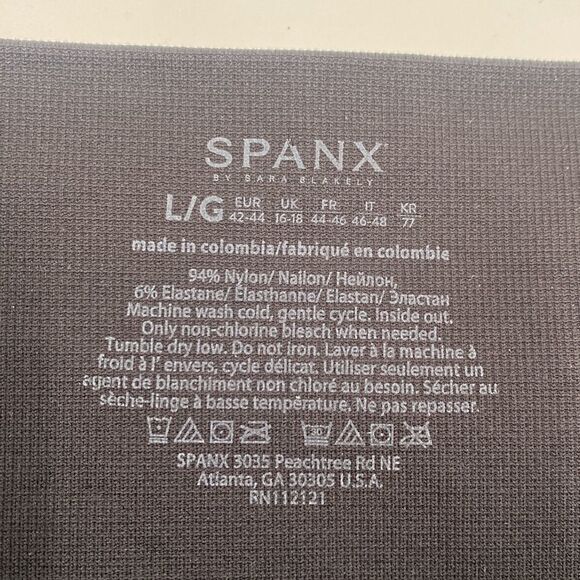 SPANX
BY SARA BLAKELY
L/G EUR 42-44 UK 16-18 FR 44-46 IT 46-48 KR 77
made in colombia/fabriqué en colombie
94% Nylon/ Nailon/ Нейлон,
6% Elastane/ Élasthanne/ Elastan/ Эластан
Machine wash cold, gentle cycle. Inside out.
Only non-chlorine bleach when needed.
Tumble dry low. Do not iron. Laver à la machine à
froid à l' envers, cycle délicat. Utiliser seulement un
agent de blanchiment non chloré au besoin. Sécher au
sèche-linge à basse température. Ne pas repasser.
30
SPANX 3035 Peachtree Rd NE
Atlanta, GA 30305 U.S.A.
RN112121